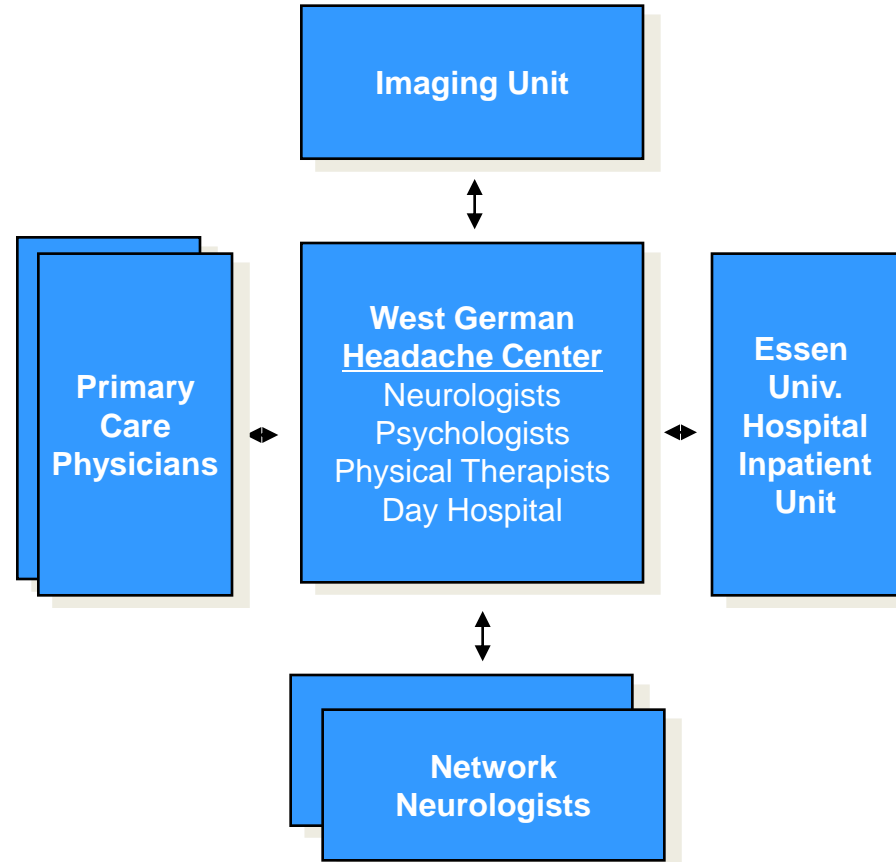 Imaging Unit
West German
Headache Center
Neurologists
Psychologists
Physical Therapists
Day Hospital
Primary
Care
Physicians
Essen
Univ.
Hospital
Inpatient
Unit
Network
Neurologists